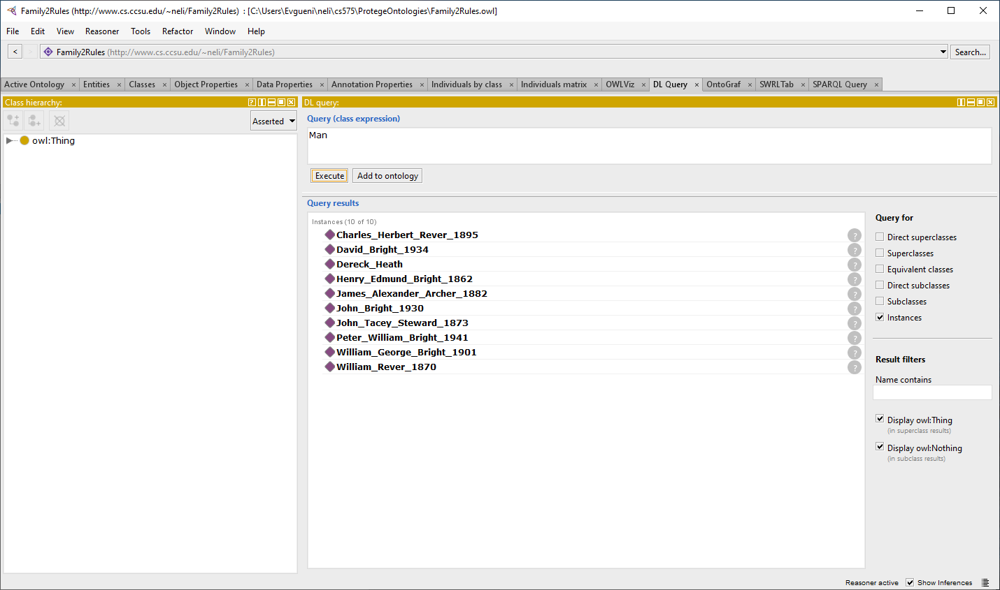 Family2Rules (http://www.cs.ccsu.edu/~neli/Family2Rules) : [C:\Users\Evgueni\neli\cs575\ProtegeOntologies\Family2Rules.owl]
File Edit View Reasoner Tools Refactor Window Help
< > Family2Rules (http://www.cs.ccsu.edu/~neli/Family2Rules) Search...
Active Ontology × Entities × Classes × Object Properties × Data Properties × Annotation Properties × Individuals by class × Individuals matrix × OWLViz × DL Query × OntoGraf × SWRLTab × SPARQL Query ×
Class hierarchy:
Asserted
owl:Thing
DL query:
Query (class expression)
Man
Execute Add to ontology
Query results
Instances (10 of 10)
Charles_Herbert_Rever_1895 ?
David_Bright_1934 ?
Dereck_Heath ?
Henry_Edmund_Bright_1862 ?
James_Alexander_Archer_1882 ?
John_Bright_1930 ?
John_Tacey_Steward_1873 ?
Peter_William_Bright_1941 ?
William_George_Bright_1901 ?
William_Rever_1870 ?
Query for
Direct superclasses
Superclasses
Equivalent classes
Direct subclasses
Subclasses
Instances
Result filters
Name contains
Display owl:Thing
(in superclass results)
Display owl:Nothing
(in subclass results)
Reasoner active Show Inferences